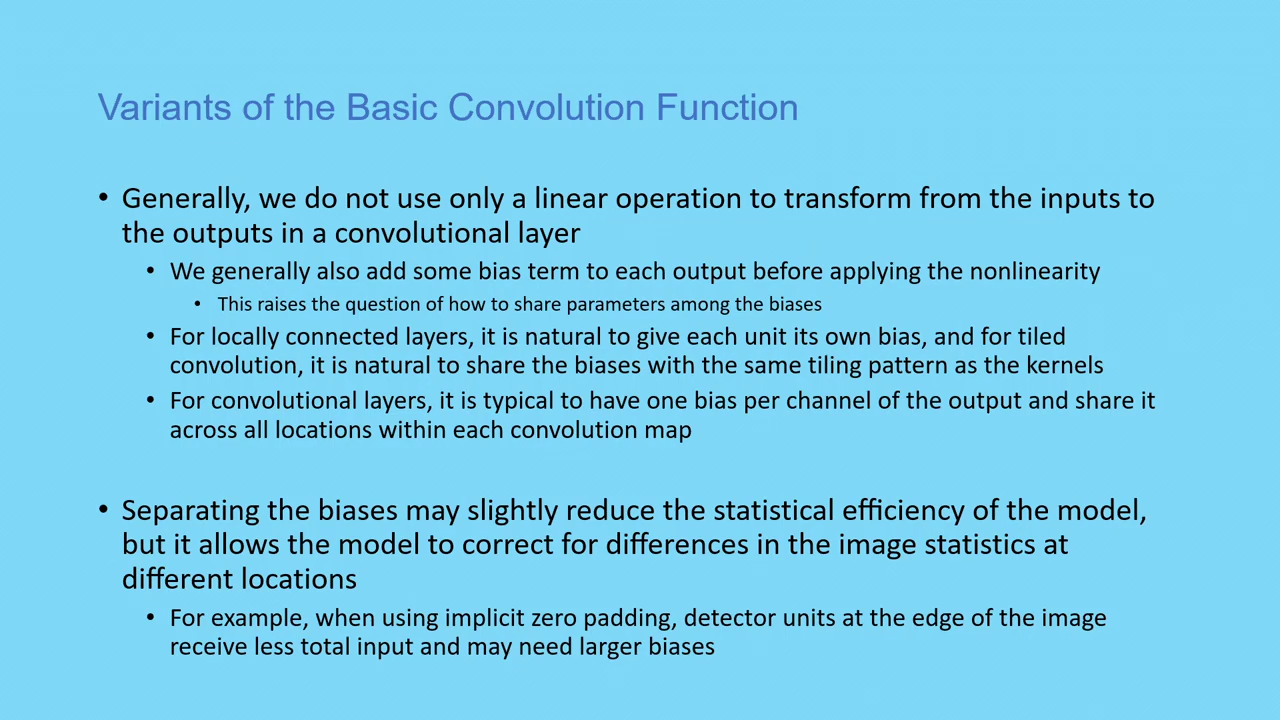 Variants of the Basic Convolution Function
• Generally, we do not use only a linear operation to transform from the inputs to
the outputs in a convolutional layer
• We generally also add some bias term to each output before applying the nonlinearity
• This raises the question of how to share parameters among the biases
• For locally connected layers, it is natural to give each unit its own bias, and for tiled
convolution, it is natural to share the biases with the same tiling pattern as the kernels
• For convolutional layers, it is typical to have one bias per channel of the output and share it
across all locations within each convolution map
• Separating the biases may slightly reduce the statistical efficiency of the model,
but it allows the model to correct for differences in the image statistics at
different locations
• For example, when using implicit zero padding, detector units at the edge of the image
receive less total input and may need larger biases